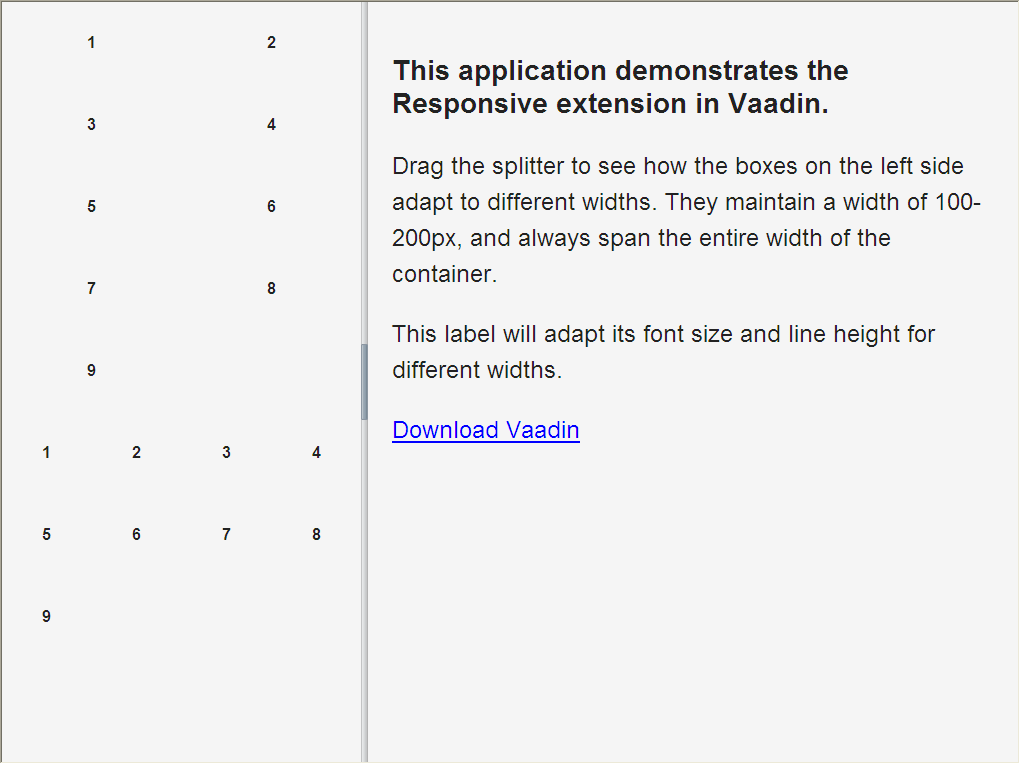 1 2
3 4
5 6
7 8
9
1 2 3 4
5 6 7 8
9
This application demonstrates the
Responsive extension in Vaadin.
Drag the splitter to see how the boxes on the left side
adapt to different widths. They maintain a width of 100-
200px, and always span the entire width of the
container.
This label will adapt its font size and line height for
different widths.
Download Vaadin